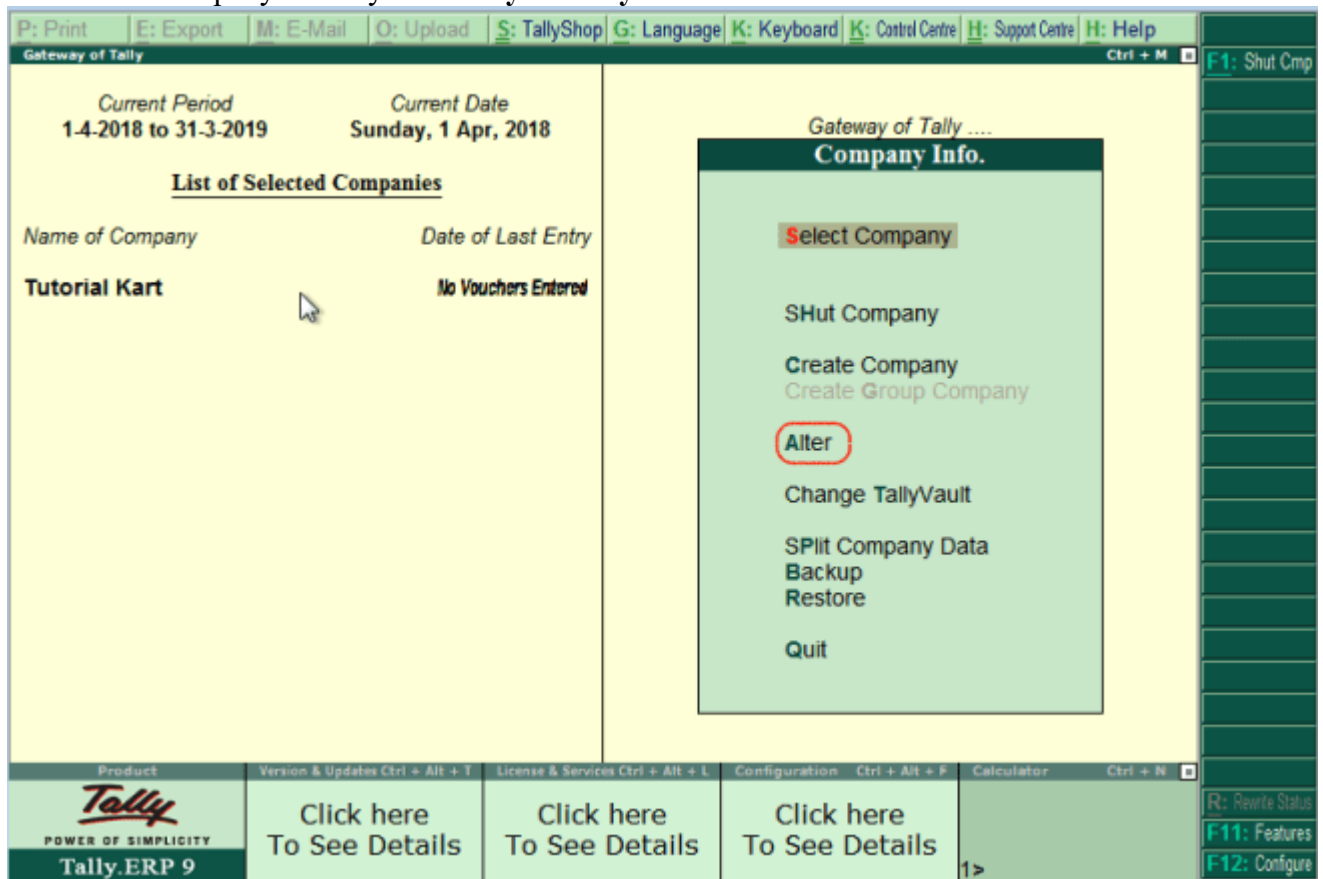 P: Print E: Export M: E-Mail O: Upload S: TallyShop G: Language K: Keyboard K: Control Centre H: Support Centre H: Help
Gateway of Tally Ctrl + M
F1: Shut Cmp
Current Period Current Date
1-4-2018 to 31-3-2019 Sunday, 1 Apr, 2018
List of Selected Companies
Name of Company Date of Last Entry
Tutorial Kart No Vouchers Entered
Gateway of Tally ....
Company Info.
Select Company
SHut Company
Create Company
Create Group Company
Alter
Change TallyVault
SPlit Company Data
Backup
Restore
Quit
Product Version & Updates Ctrl + Alt + T License & Services Ctrl + Alt + L Configuration Ctrl + Alt + F Calculator Ctrl + N
Tally
POWER OF SIMPLICITY
Tally.ERP 9
Click here
To See Details
Click here
To See Details
Click here
To See Details
1>
R: Rewrite Status
F11: Features
F12: Configure